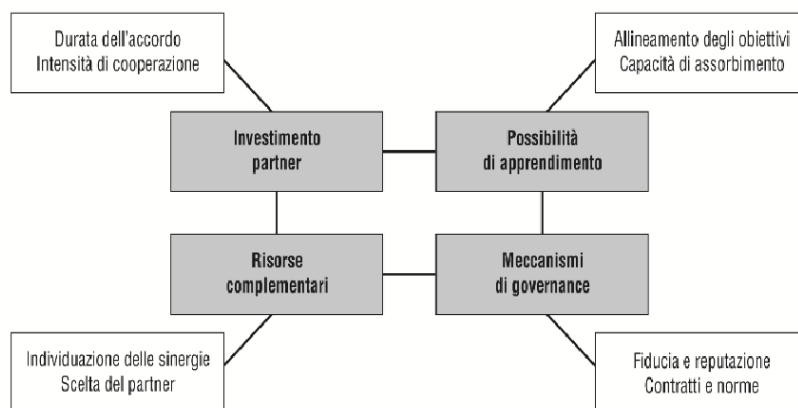 Durata dell'accordo
Intensità di cooperazione
Allineamento degli obiettivi
Capacità di assorbimento
Investimento
partner
Possibilità
di apprendimento
Risorse
complementari
Meccanismi
di governance
Individuazione delle sinergie
Scelta del partner
Fiducia e reputazione
Contratti e norme